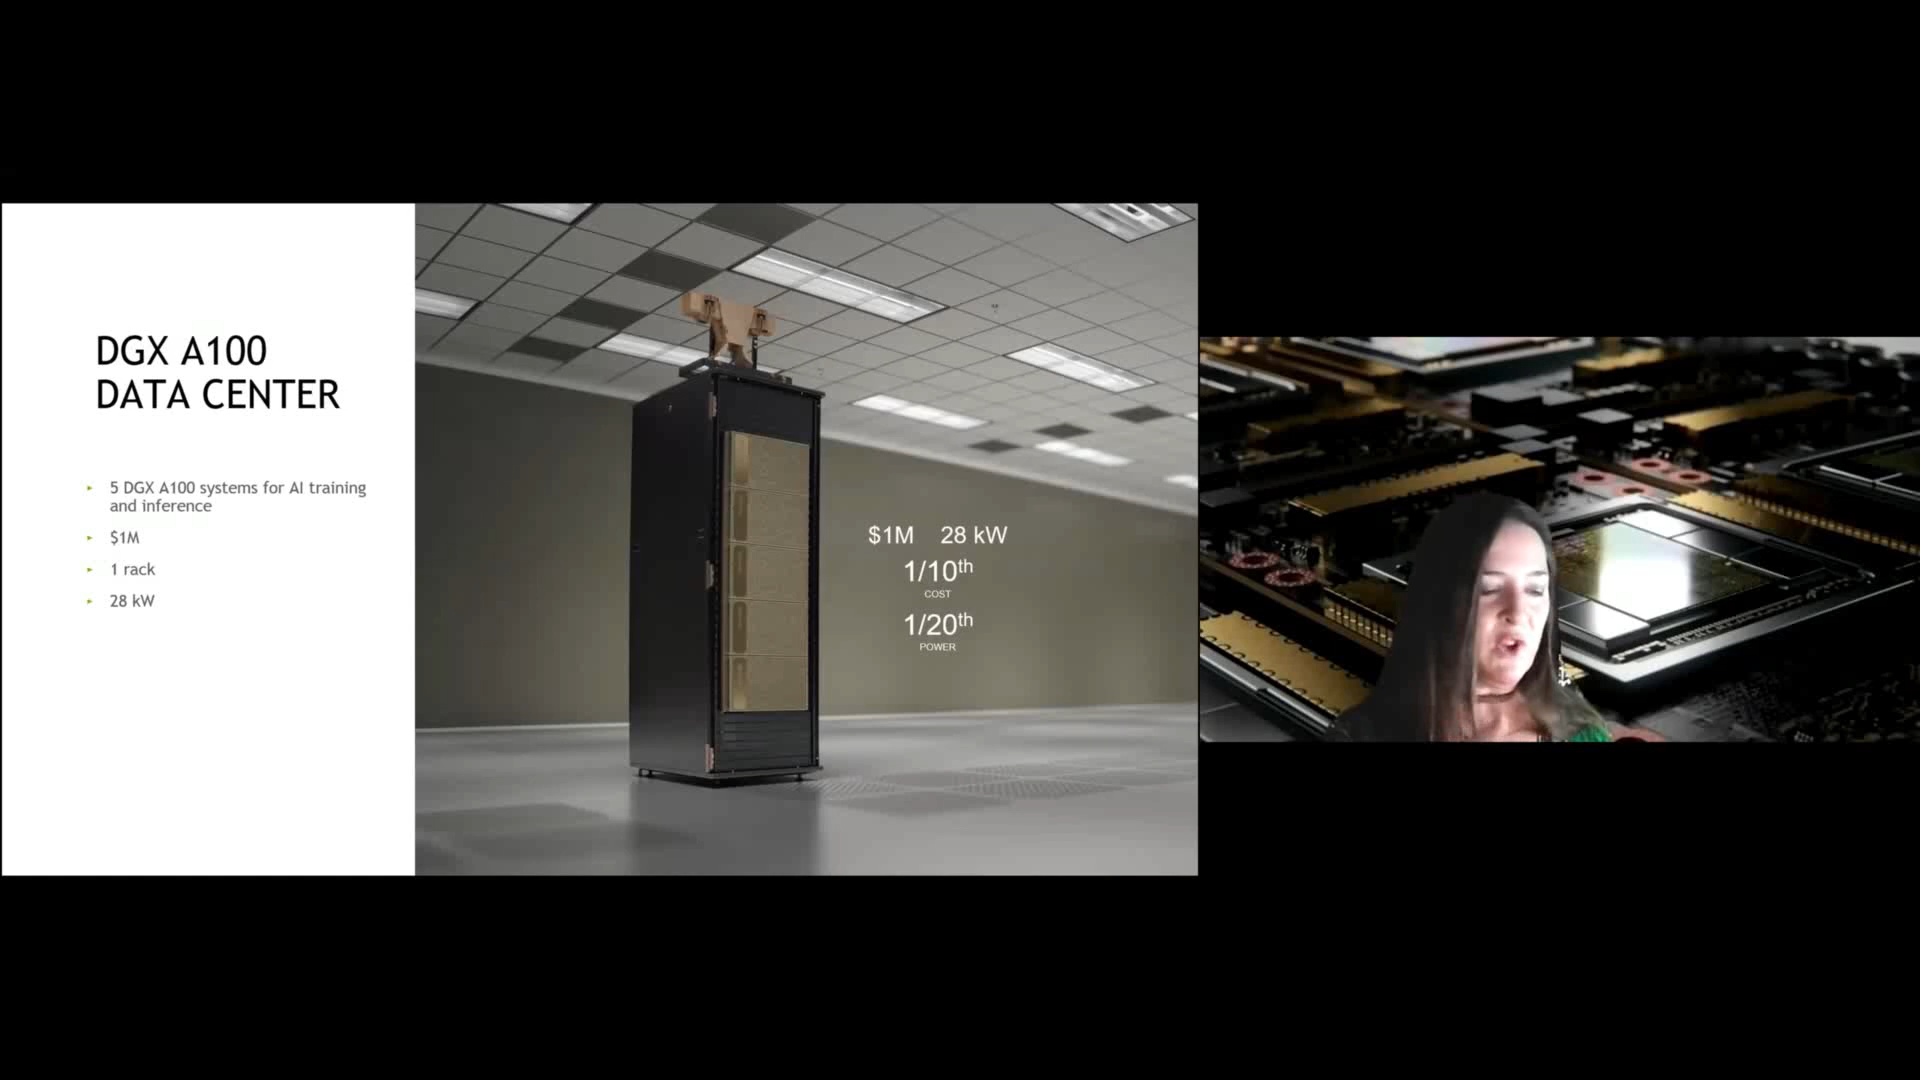 DGX A100
DATA CENTER
5 DGX A100 systems for AI training
and inference
$1M
1 rack
28 kW
$1M 28 kW
1/10th
COST
1/20th
POWER